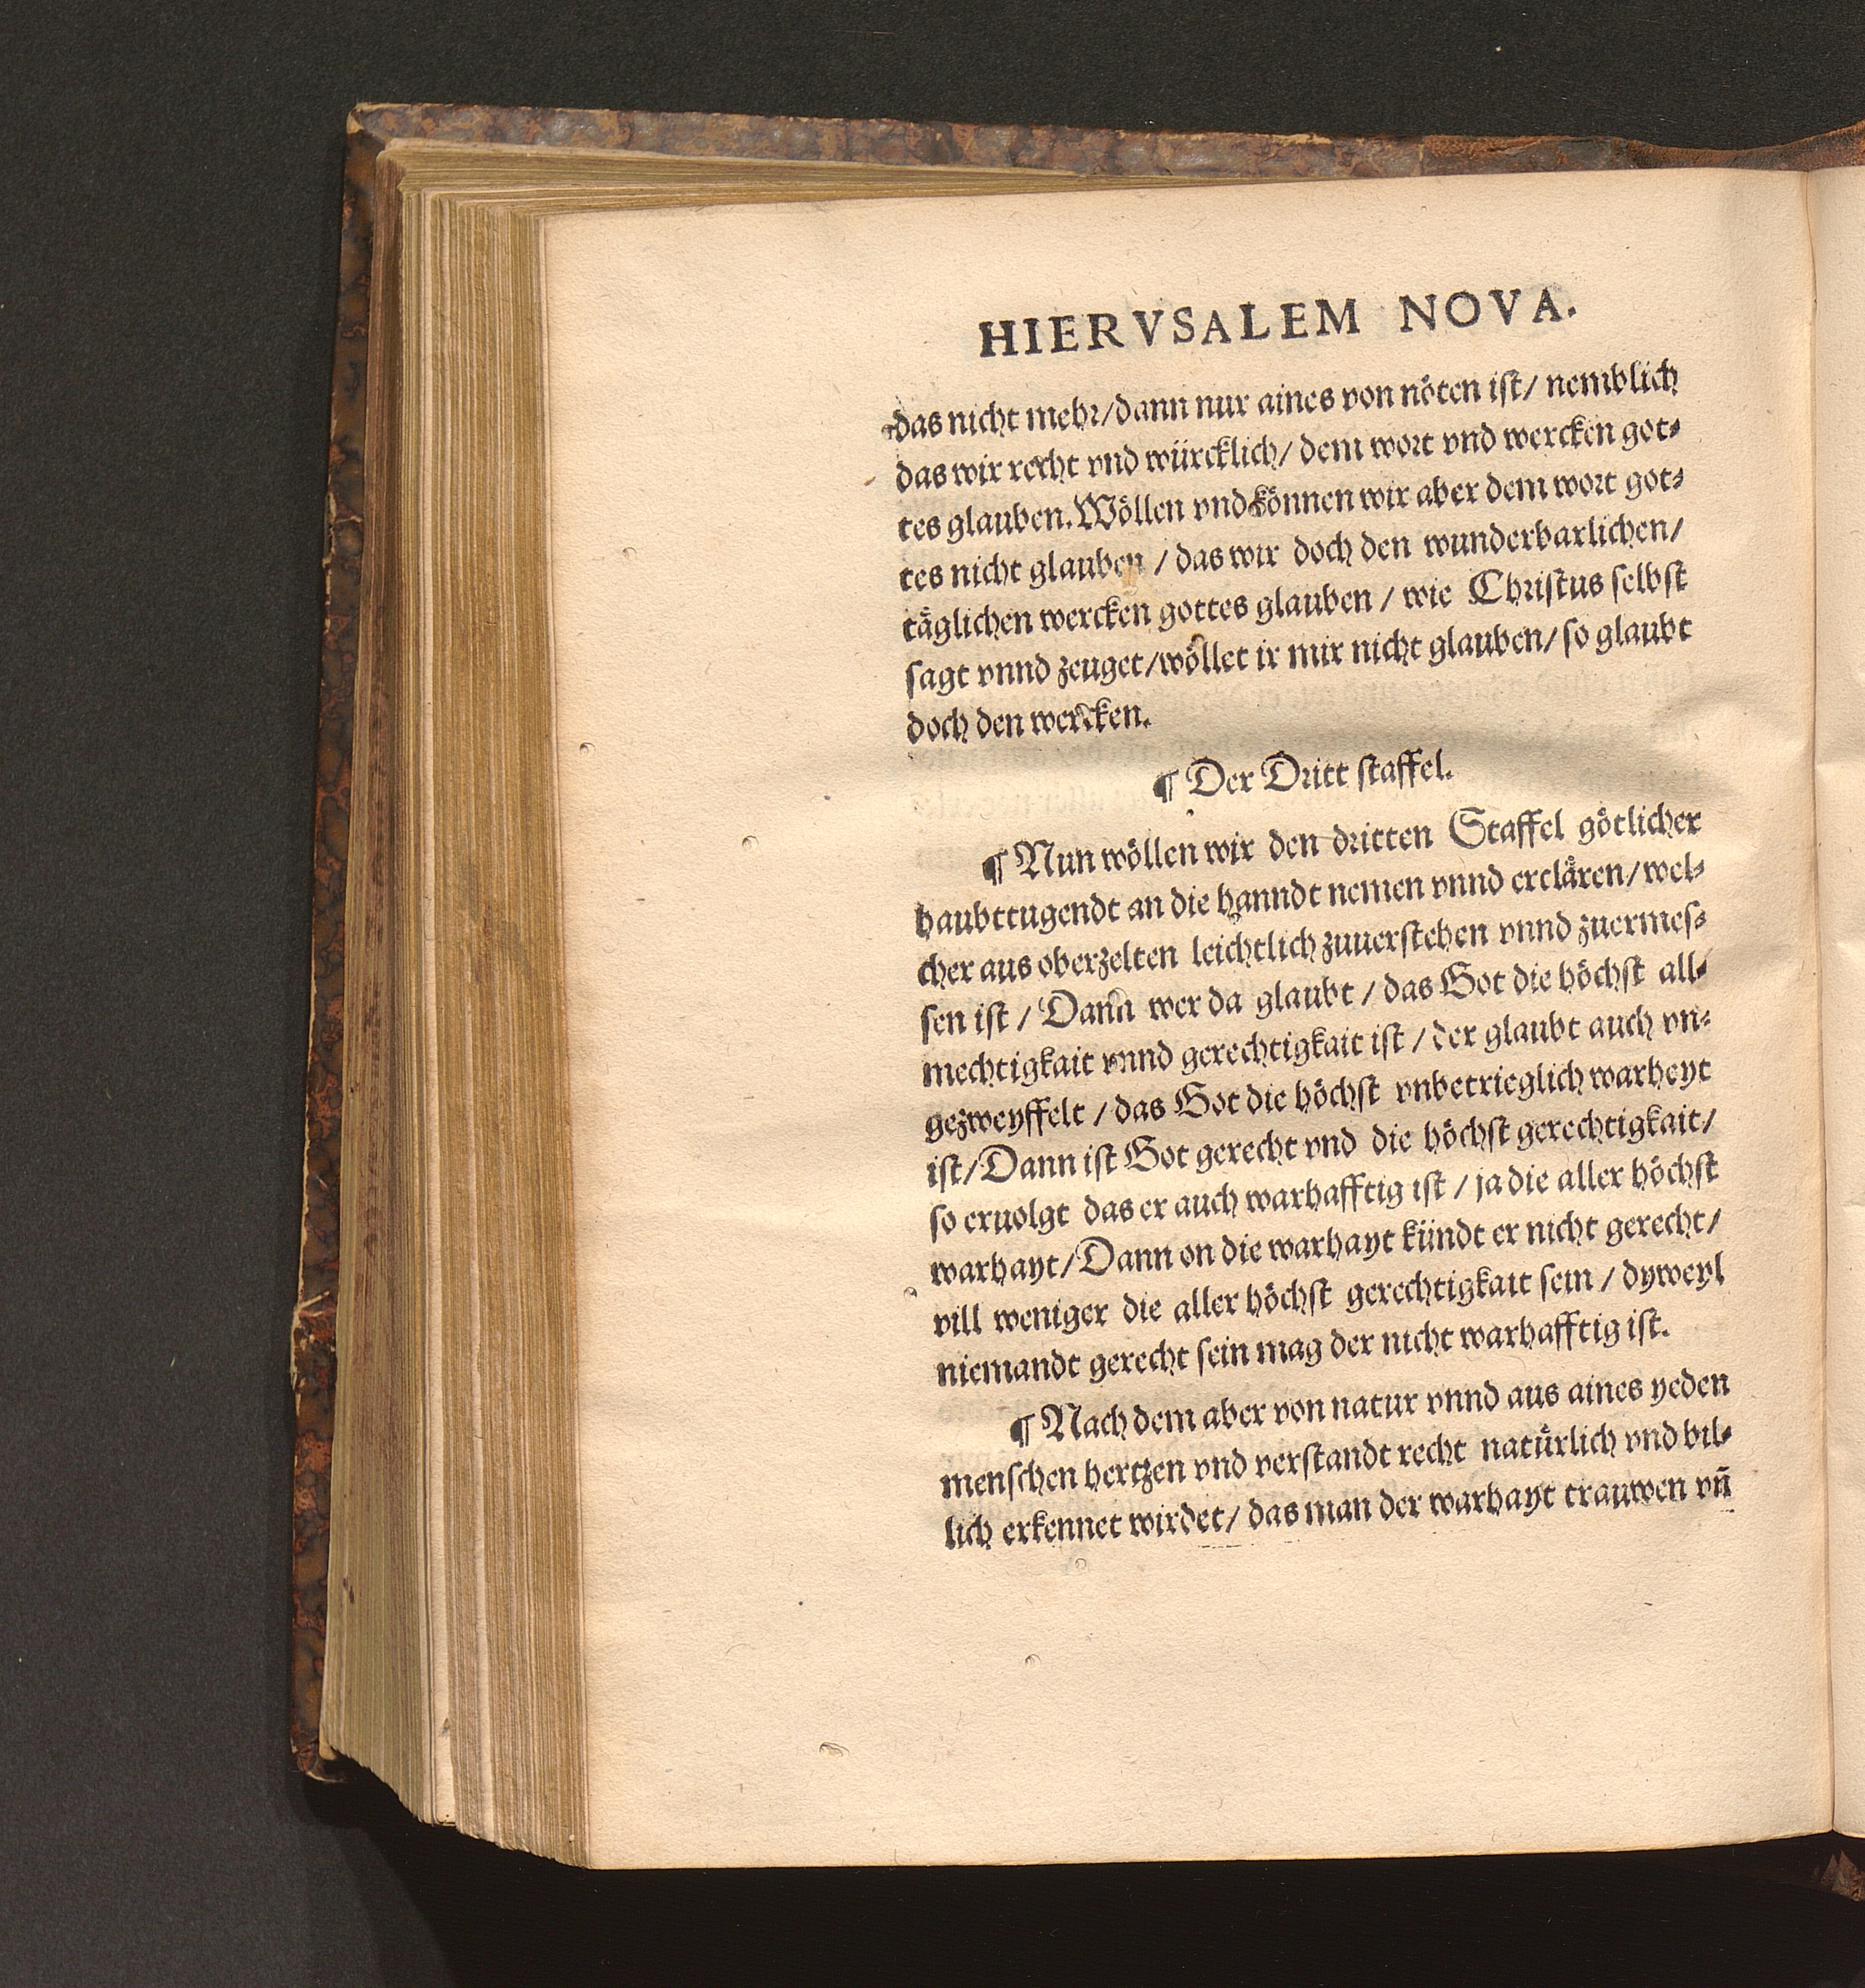 HIERVSALEM NOVA.
das nicht mehr/dann nur aines von nöten ist/ nemblich
das wir recht vnd würcklich/ dem wort vnd wercken got⸗
tes glauben. Wöllen vnd können wir aber dem wort got⸗
tes nicht glauben / das wir doch den wunderbarlichen/
täglichen wercken gottes glauben / wie Christus selbst
sagt vnnd zeuget/wöllet ir mir nicht glauben/ so glaubt
doch den wercken.
¶ Der Dritt staffel.
¶ Nun wöllen wir den dritten Staffel götlicher
haubttugendt an die hanndt nemen vnnd erclären/wel⸗
cher aus oberzelten leichtlich zuuerstehen vnnd zuermes⸗
sen ist / Dann wer da glaubt / das Got die höchst all⸗
mechtigkait vnnd gerechtigkait ist / der glaubt auch vn⸗
gezweyffelt / das Got die höchst vnbetrieglich warheyt
ist/ Dann ist Got gerecht vnd die höchst gerechtigkait/
so eruolgt das er auch warhafftig ist / ja die aller höchst
warhayt/ Dann on die warhayt kündt er nicht gerecht/
vill weniger die aller höchst gerechtigkait sein / dyweyl
niemandt gerecht sein mag der nicht warhafftig ist.
¶ Nach dem aber von natur vnnd aus aines yeden
menschen hertzen vnd verstandt recht natürlich vnd bil⸗
lich erkennet wirdet/ das man der warhayt trauwen vñ